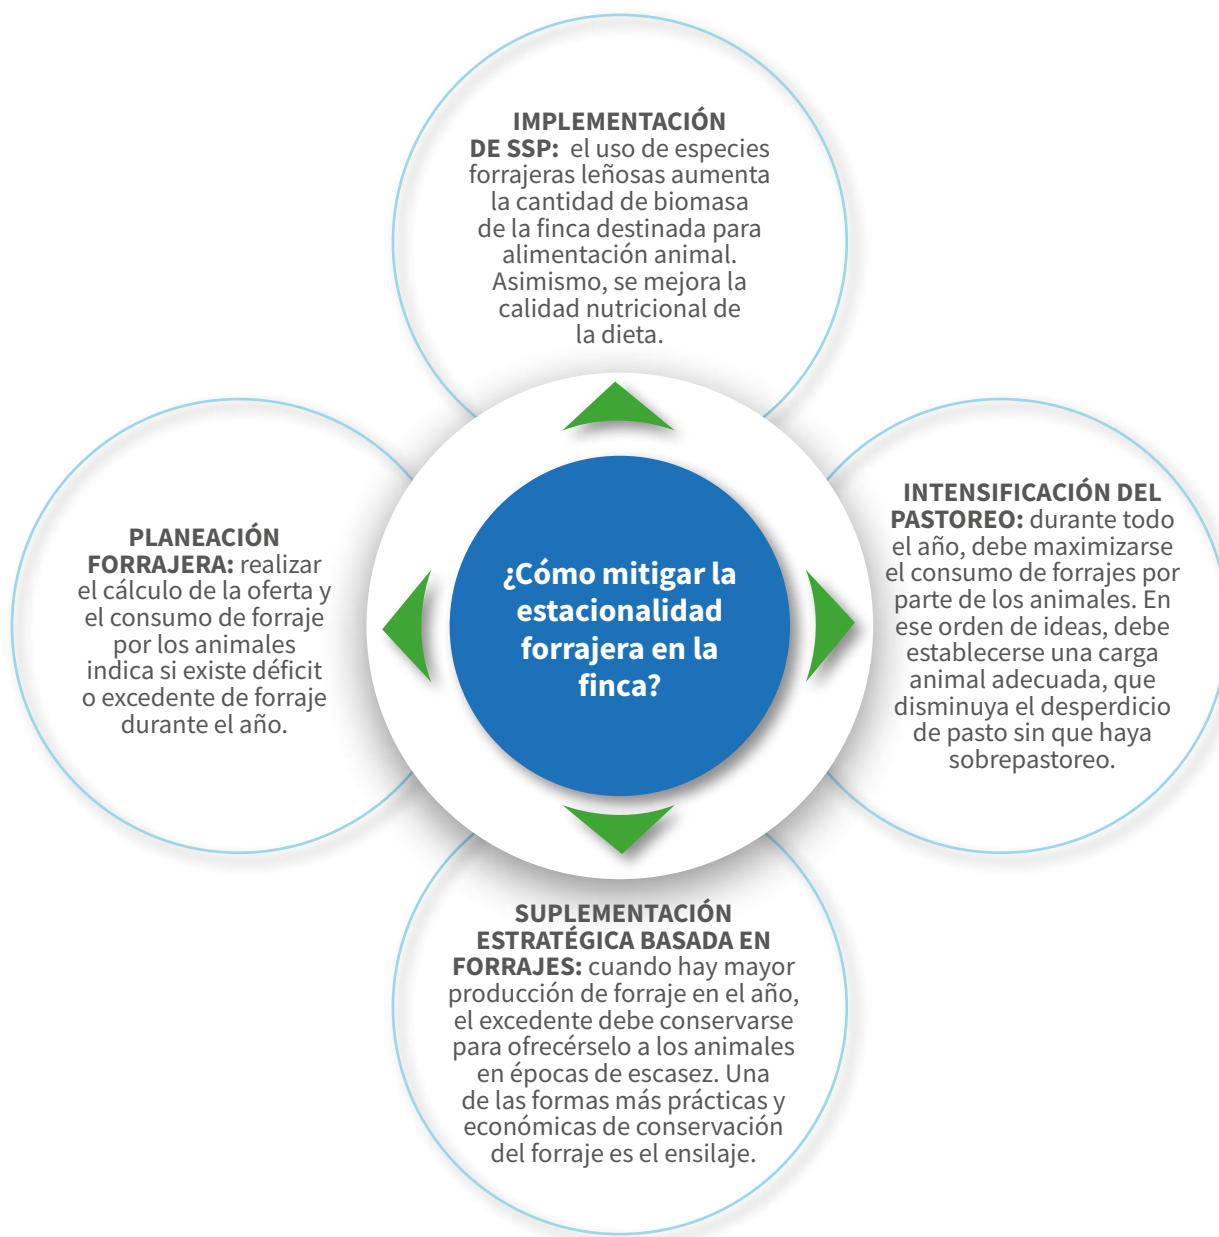 IMPLEMENTACIÓN
DE SSP: el uso de especies
forrajeras leñosas aumenta
la cantidad de biomasa
de la finca destinada para
alimentación animal.
Asimismo, se mejora la
calidad nutricional de
la dieta.
PLANEACIÓN
FORRAJERA: realizar
el cálculo de la oferta y
el consumo de forraje
por los animales
indica si existe déficit
o excedente de forraje
durante el año.
¿Cómo mitigar la
estacionalidad
forrajera en la
finca?
INTENSIFICACIÓN DEL
PASTOREO: durante todo
el año, debe maximizarse
el consumo de forrajes por
parte de los animales. En
ese orden de ideas, debe
establecerse una carga
animal adecuada, que
disminuya el desperdicio
de pasto sin que haya
sobrepastoreo.
SUPLEMENTACIÓN
ESTRATÉGICA BASADA EN
FORRAJES: cuando hay mayor
producción de forraje en el año,
el excedente debe conservarse
para ofrecérselo a los animales
en épocas de escasez. Una
de las formas más prácticas y
económicas de conservación
del forraje es el ensilaje.